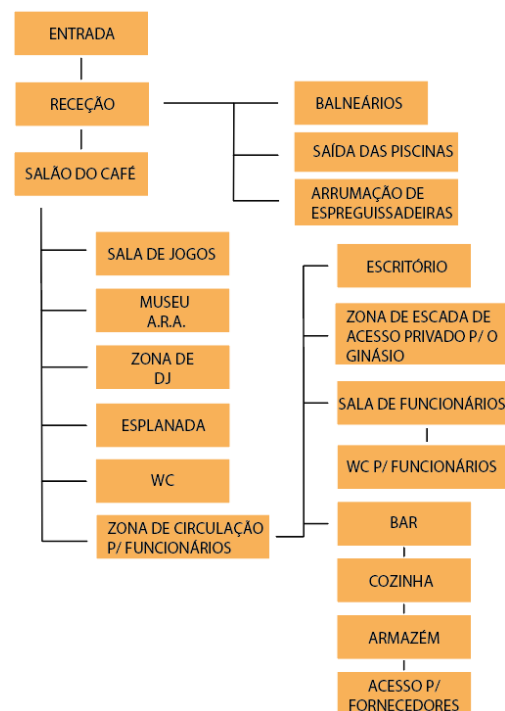 ENTRADA
RECEÇÃO
SALÃO DO CAFÉ
BALNEÁRIOS
SAÍDA DAS PISCINAS
ARRUMAÇÃO DE
ESPREGUISSADEIRAS
SALA DE JOGOS
MUSEU
A.R.A.
ZONA DE
DJ
ESPLANADA
WC
ZONA DE CIRCULAÇÃO
P/ FUNCIONÁRIOS
ESCRITÓRIO
ZONA DE ESCADA DE
ACESSO PRIVADO P/ O
GINÁSIO
SALA DE FUNCIONÁRIOS
WC P/ FUNCIONÁRIOS
BAR
COZINHA
ARMAZÉM
ACESSO P/
FORNECEDORES